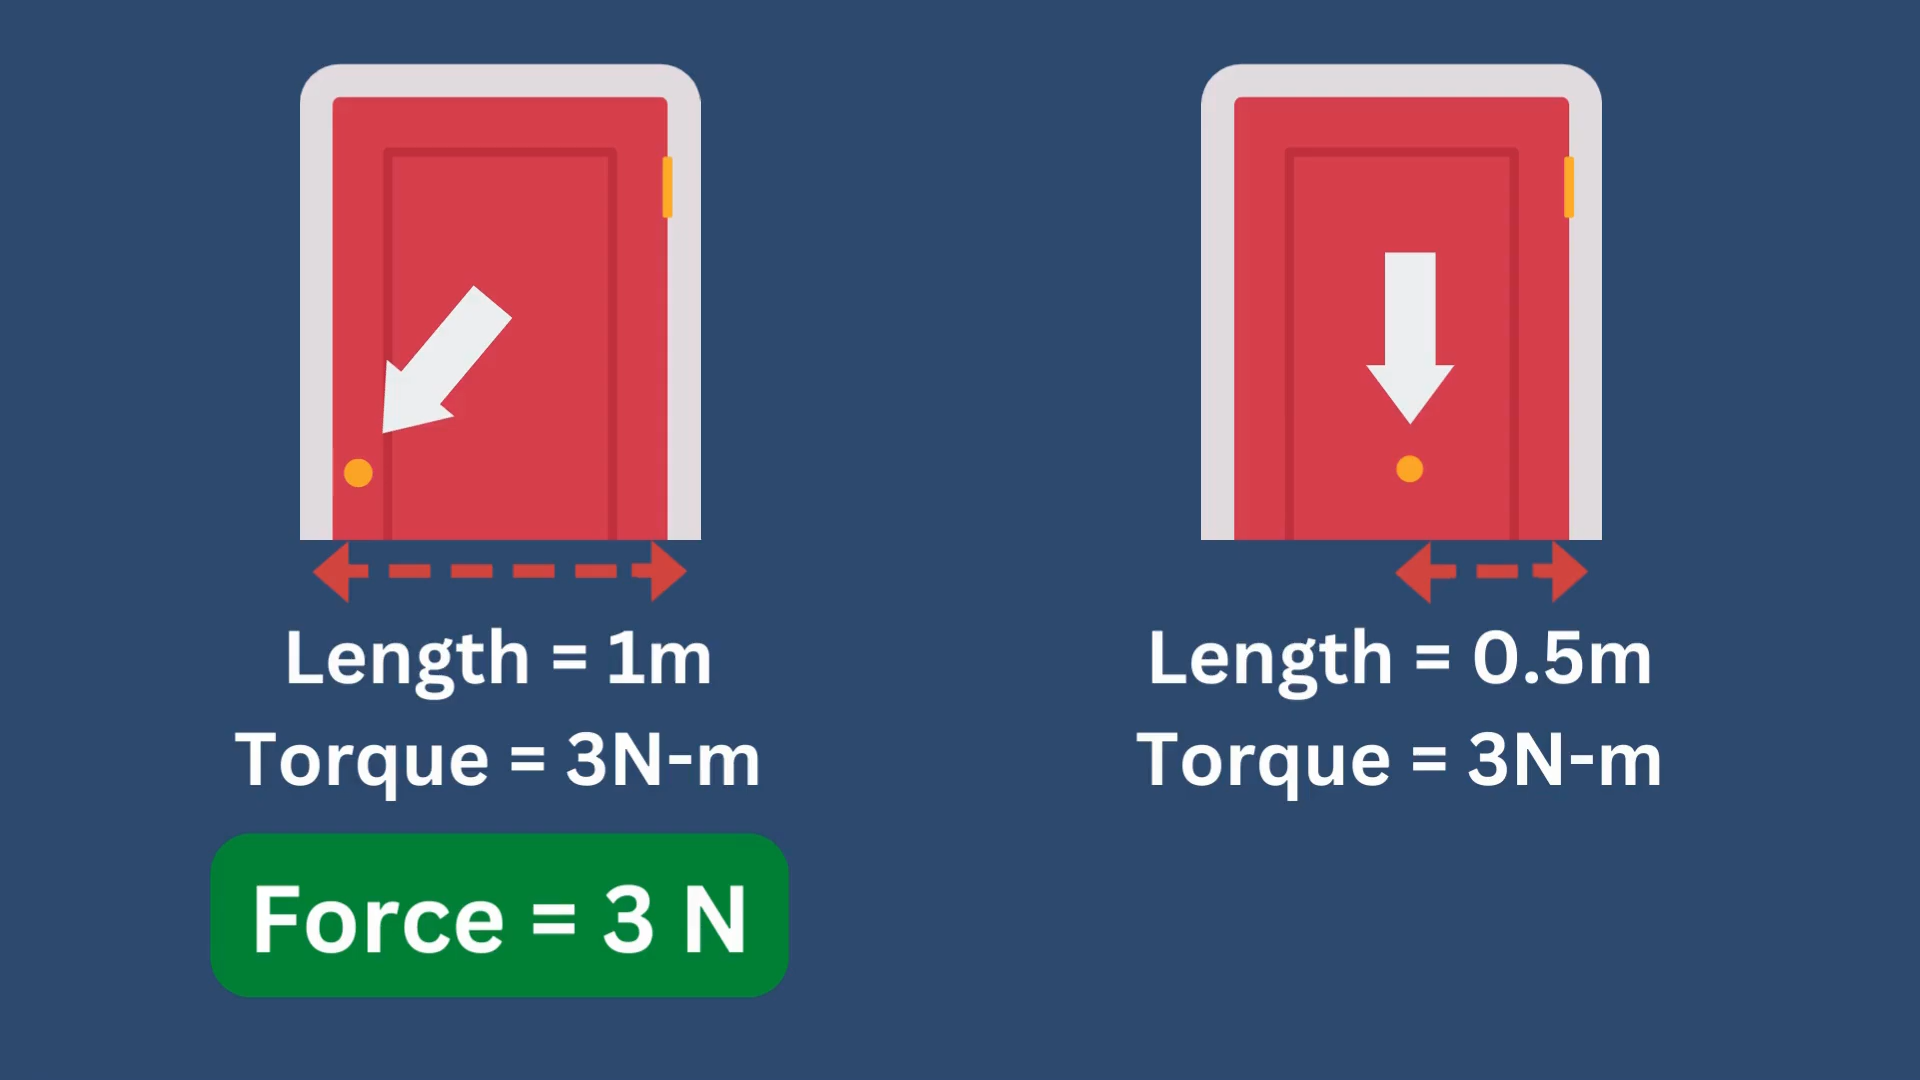 Length = 1m
Torque = 3N-m
Force = 3 N
Length = 0.5m
Torque = 3N-m